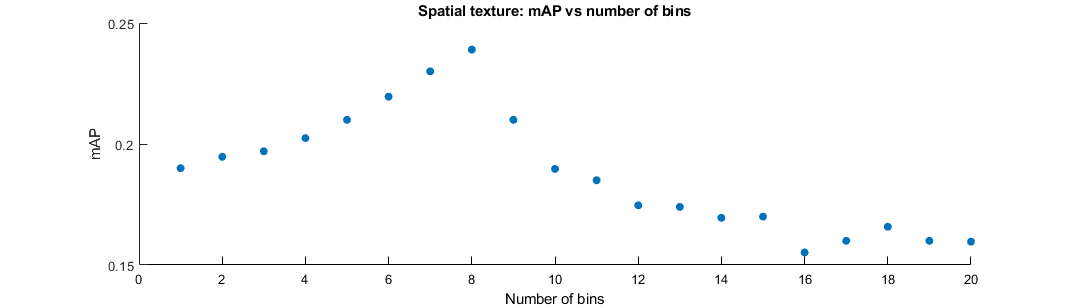 Spatial texture: mAP vs number of bins
0.25
0.2
0.15
mAP
0 2 4 6 8 10 12 14 16 18 20
Number of bins